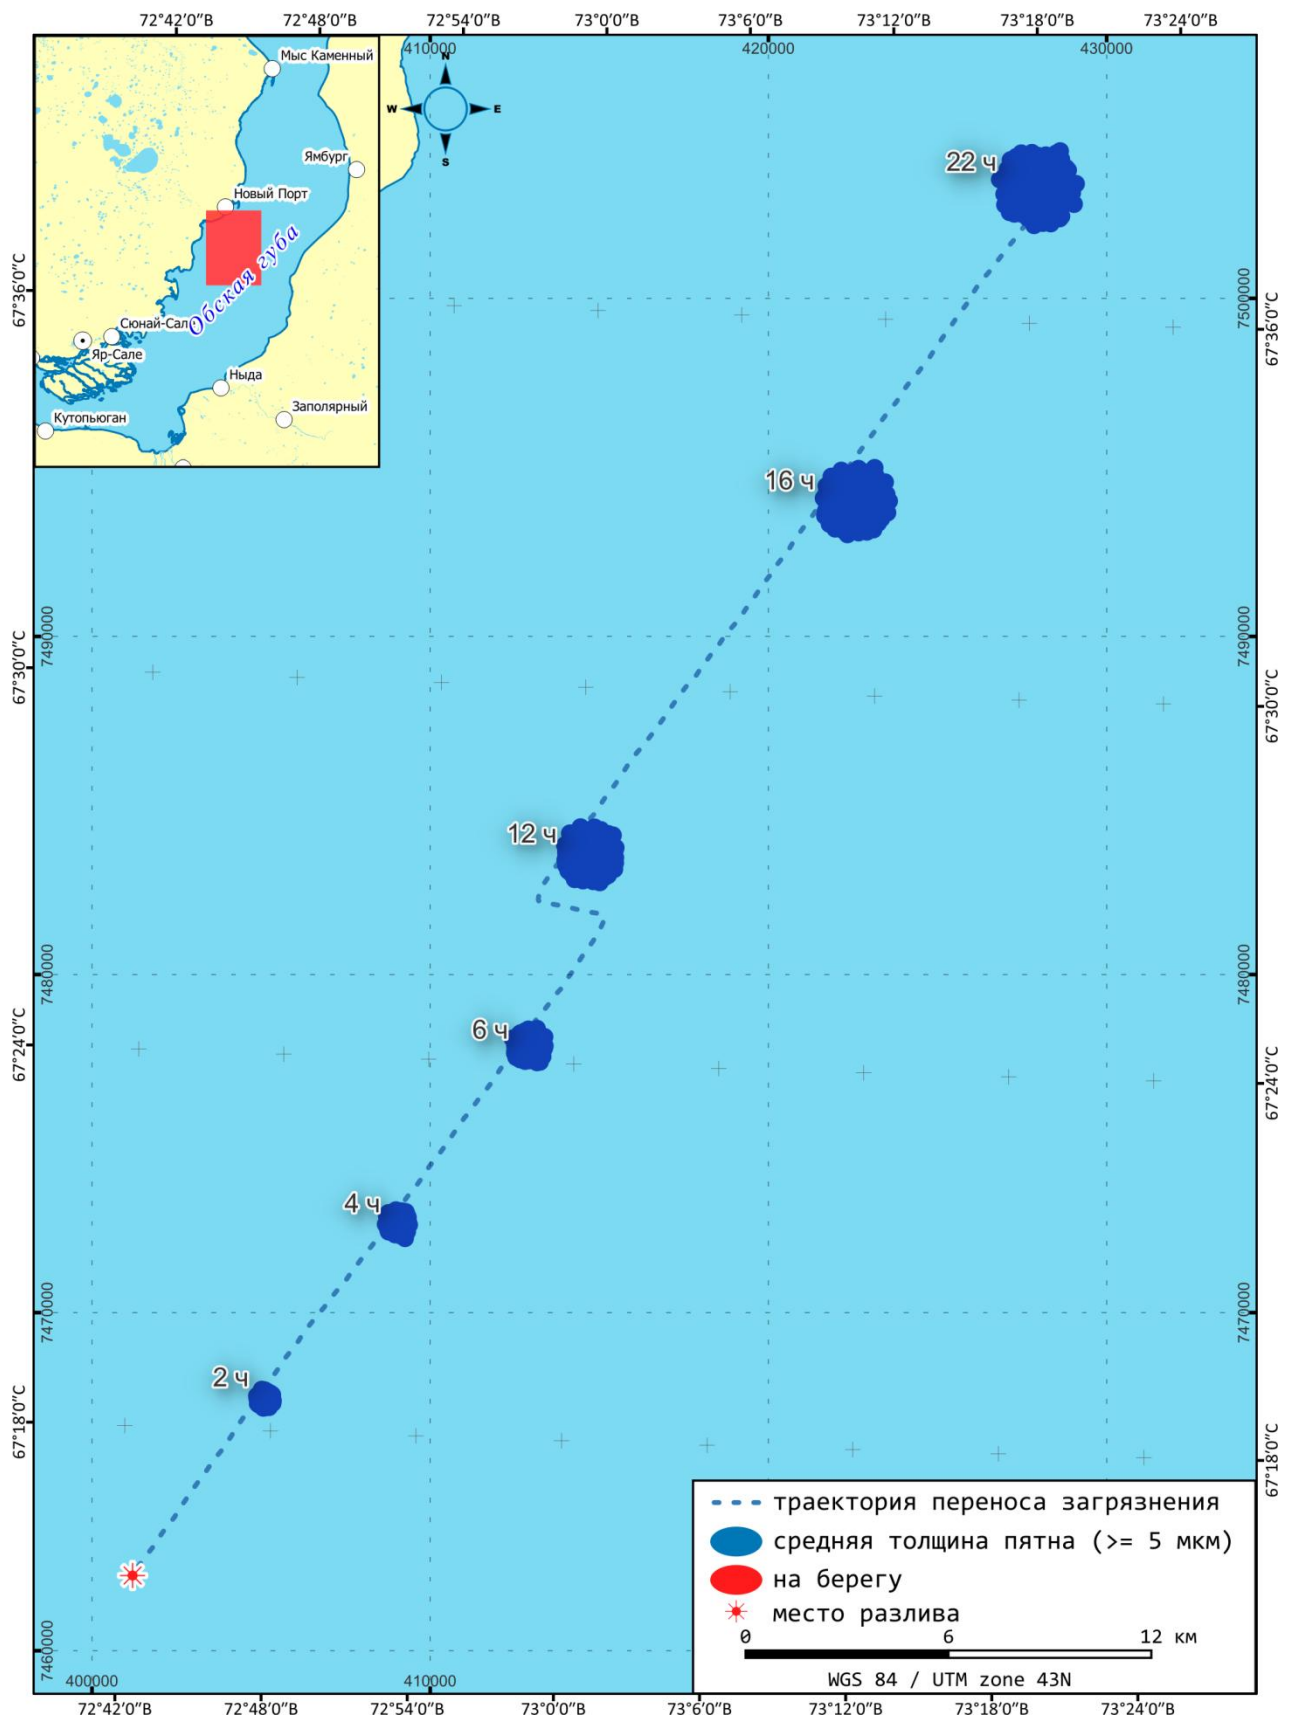 72°42′0″В 72°48′0″В 72°54′0″В 73°0′0″В 73°6′0″В 73°12′0″В 73°18′0″В 73°24′0″В
410000 420000 430000
Мыс Каменный
Ямбург
Новый Порт
Обская губа
Сюнай-Сал
Яр-Сале
Ныда
Заполярный
Кутопьюган
N
W E
S
22 ч
67°36′0″С
7500000
67°36′0″С
16 ч
7490000
7490000
67°30′0″С
67°30′0″С
12 ч
7480000
7480000
6 ч
67°24′0″С
67°24′0″С
4 ч
7470000
7470000
2 ч
67°18′0″С
67°18′0″С
7460000
траектория переноса загрязнения
средняя толщина пятна (>= 5 мкм)
на берегу
место разлива
0 6 12 км
WGS 84 / UTM zone 43N
400000 410000
72°42′0″В 72°48′0″В 72°54′0″В 73°0′0″В 73°6′0″В 73°12′0″В 73°18′0″В 73°24′0″В